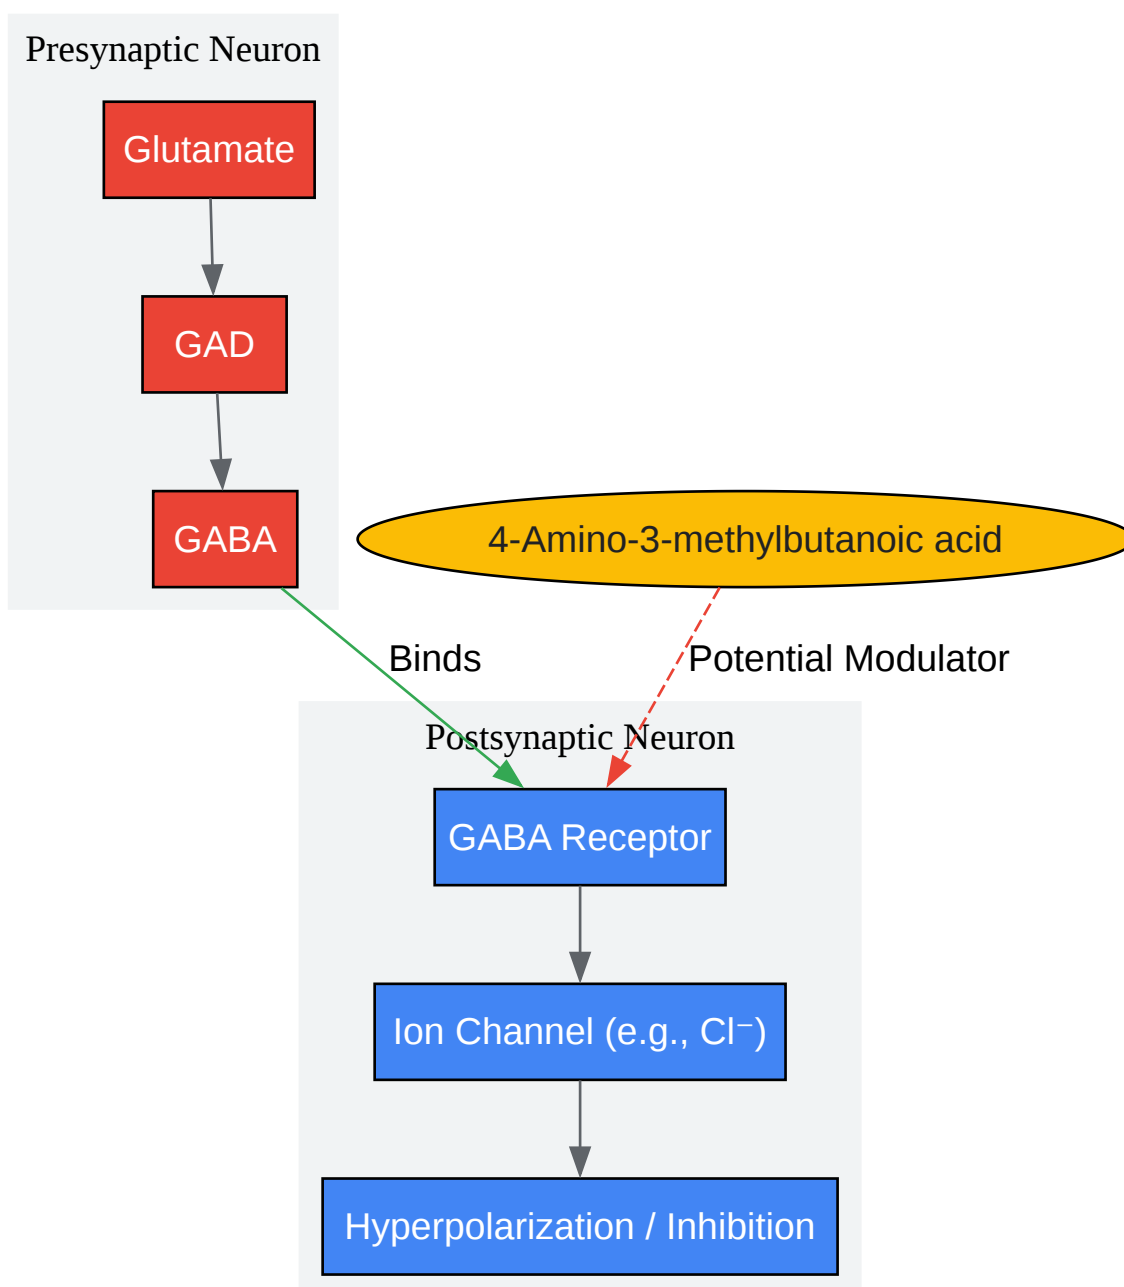 Presynaptic Neuron
Glutamate
GAD
GABA
4-Amino-3-methylbutanoic acid
Binds
Potential Modulator
Postsynaptic Neuron
GABA Receptor
Ion Channel (e.g., Cl⁻)
Hyperpolarization / Inhibition